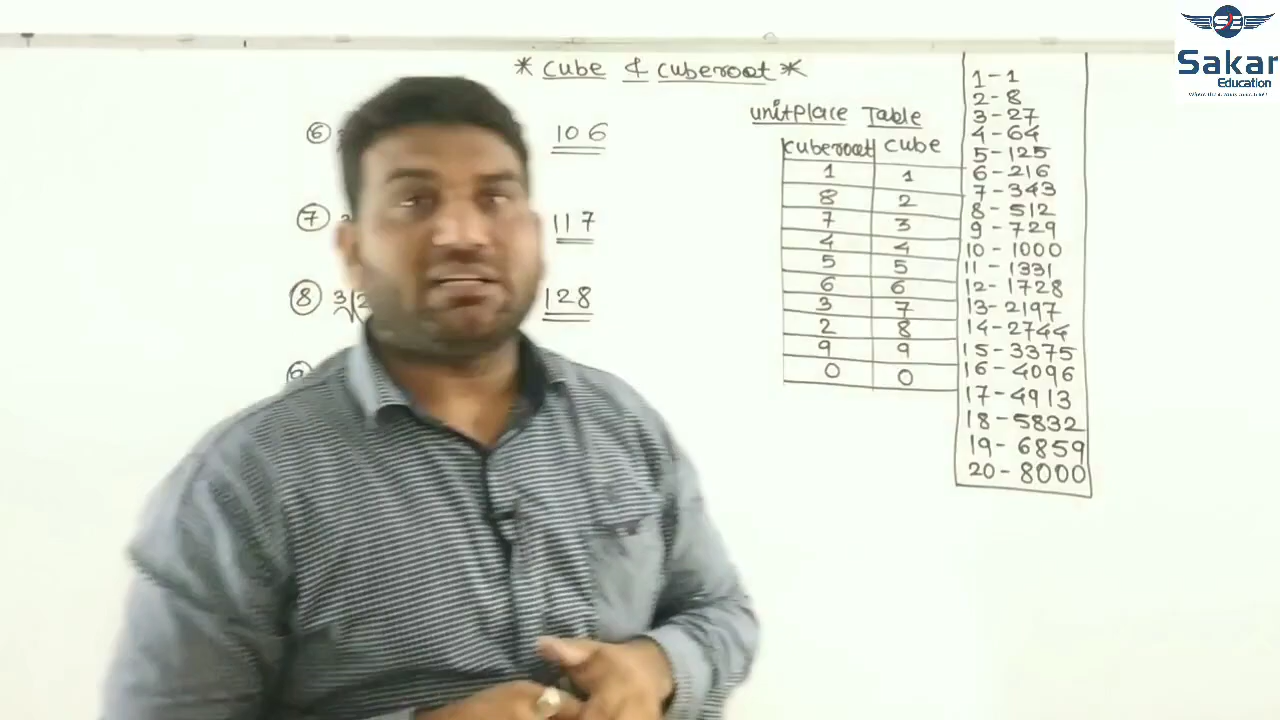 Sakar
Education
* Cube & Cuberoot *
6 106
7 117
8 3 128
unitplace Table
Cuberoot Cube
1 1
8 2
7 3
4 4
5 5
6 6
3 7
2 8
9 9
0 0
1 - 1
2 - 8
3 - 27
4 - 64
5 - 125
6 - 216
7 - 343
8 - 512
9 - 729
10 - 1000
11 - 1331
12 - 1728
13 - 2197
14 - 2744
15 - 3375
16 - 4096
17 - 4913
18 - 5832
19 - 6859
20 - 8000